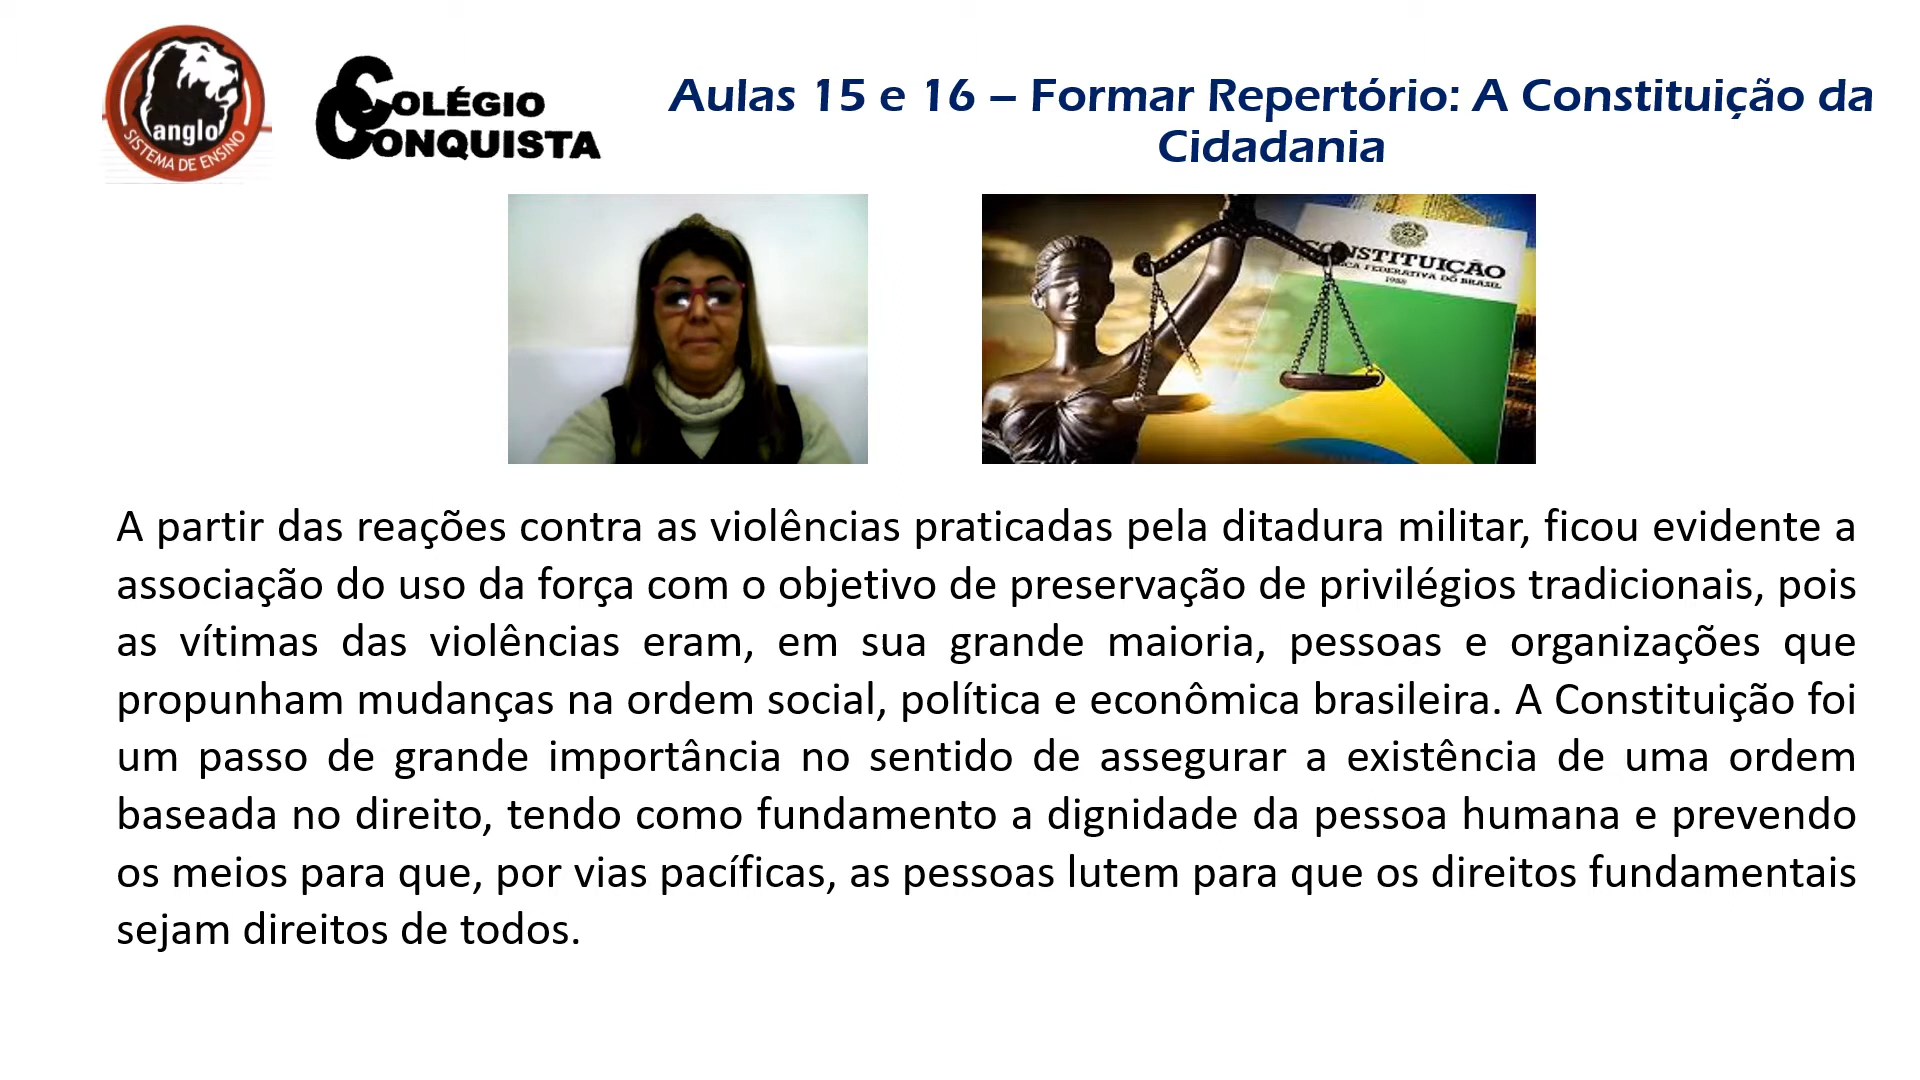 anglo
SISTEMA DE ENSINO
COLÉGIO
CONQUISTA
Aulas 15 e 16 – Formar Repertório: A Constituição da
Cidadania
CONSTITUIÇÃO
FEDERATIVA DO BRASIL
1988
A partir das reações contra as violências praticadas pela ditadura militar, ficou evidente a
associação do uso da força com o objetivo de preservação de privilégios tradicionais, pois
as vítimas das violências eram, em sua grande maioria, pessoas e organizações que
propunham mudanças na ordem social, política e econômica brasileira. A Constituição foi
um passo de grande importância no sentido de assegurar a existência de uma ordem
baseada no direito, tendo como fundamento a dignidade da pessoa humana e prevendo
os meios para que, por vias pacíficas, as pessoas lutem para que os direitos fundamentais
sejam direitos de todos.